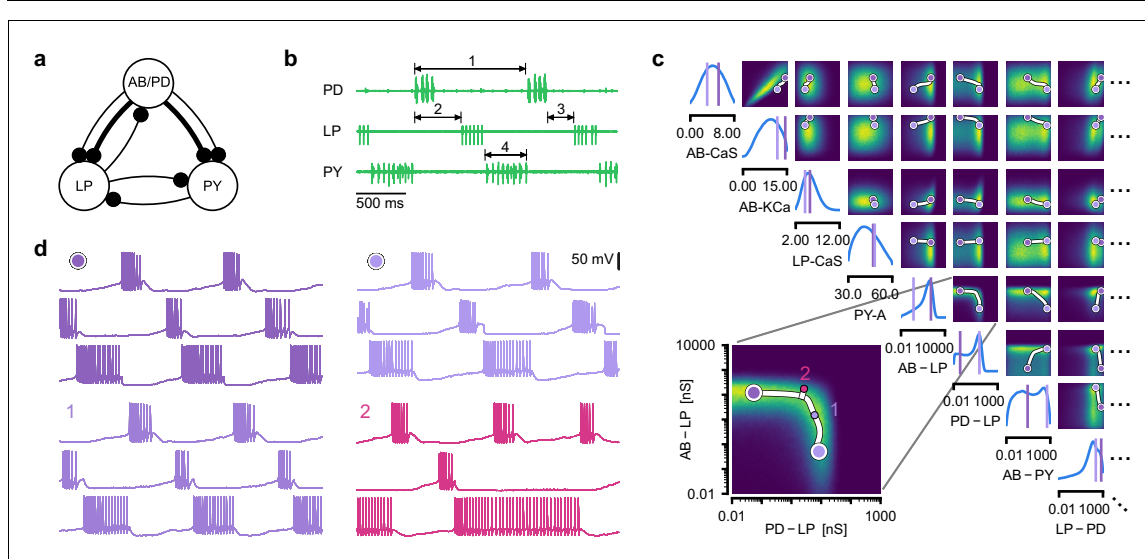 a
AB/PD
LP
PY
b
1
PD
2
3
LP
4
PY
500 ms
c
...
0.00 8.00
AB-CaS
...
0.00 15.00
AB-KCa
...
2.00 12.00
LP-CaS
...
30.0 60.0
PY-A
...
0.01 10000
AB – LP
...
0.01 1000
PD – LP
...
0.01 1000
AB – PY
...
0.01 1000
LP – PD
...
10000
AB – LP [nS]
0.01
2
1
0.01
1000
PD – LP [nS]
d
50 mV
1
2